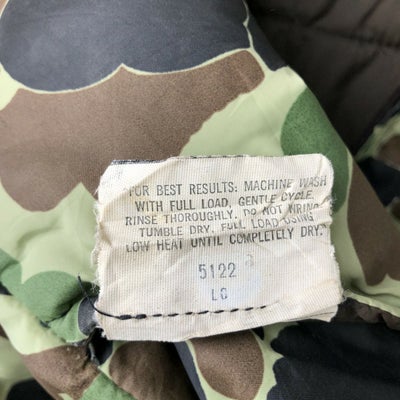 "FOR BEST RESULTS: MACHINE WASH
WITH FULL LOAD, GENTLE CYCLE.
RINSE THOROUGHLY. DO NOT WRING.
TUMBLE DRY, FULL LOAD USING
LOW HEAT UNTIL COMPLETELY DRY."
5122
LG